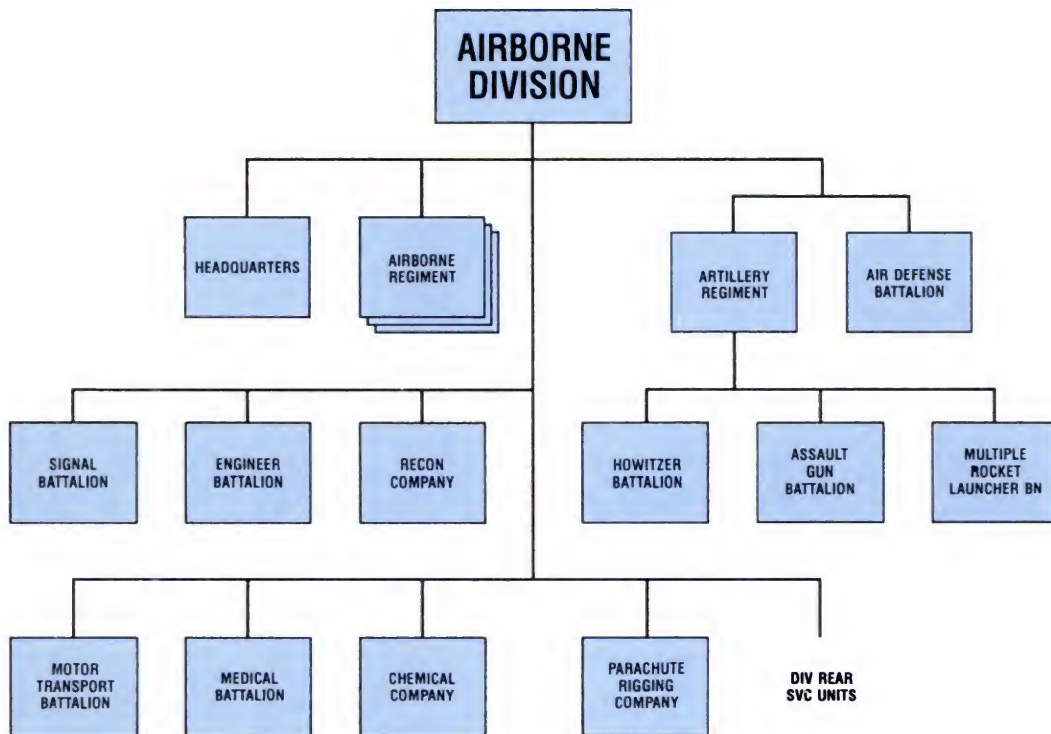 AIRBORNE
DIVISION
HEADQUARTERS
AIRBORNE
REGIMENT
ARTILLERY
REGIMENT
AIR DEFENSE
BATTALION
SIGNAL
BATTALION
ENGINEER
BATTALION
RECON
COMPANY
HOWITZER
BATTALION
ASSAULT
GUN
BATTALION
MULTIPLE
ROCKET
LAUNCHER BN
MOTOR
TRANSPORT
BATTALION
MEDICAL
BATTALION
CHEMICAL
COMPANY
PARACHUTE
RIGGING
COMPANY
DIV REAR
SVC UNITS